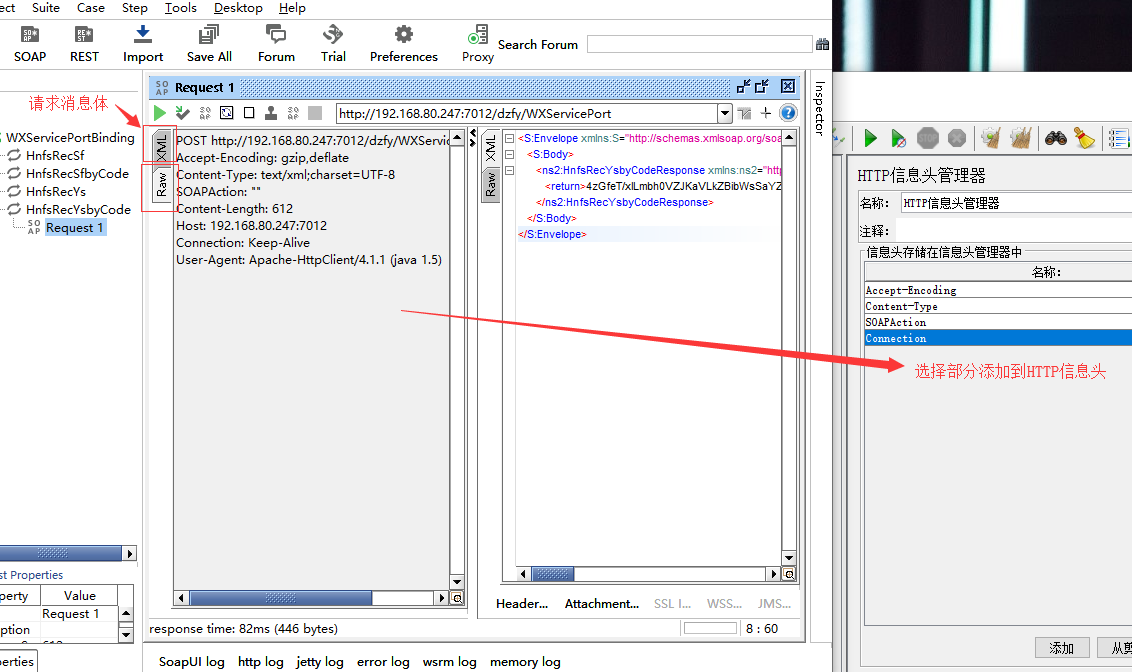 ect Suite Case Step Tools Desktop Help
SOAP REST Import Save All Forum Trial Preferences Proxy Search Forum
请求消息体
WXServicePortBinding
HnfsRecSf
HnfsRecSfbyCode
HnfsRecYs
HnfsRecYsbyCode
SO AP Request 1
SO AP Request 1
http://192.168.80.247:7012/dzfy/WXServicePort
XML
Raw
POST http://192.168.80.247:7012/dzfy/WXServic
Accept-Encoding: gzip,deflate
Content-Type: text/xml;charset=UTF-8
SOAPAction: ""
Content-Length: 612
Host: 192.168.80.247:7012
Connection: Keep-Alive
User-Agent: Apache-HttpClient/4.1.1 (java 1.5)
XML
Raw
<S:Envelope xmlns:S="http://schemas.xmlsoap.org/soa
<S:Body>
<ns2:HnfsRecYsbyCodeResponse xmlns:ns2="http
<return>4zGfeT/xlLmbh0VZJKaVLkZBibWsSaYZ
</ns2:HnfsRecYsbyCodeResponse>
</S:Body>
</S:Envelope>
Inspector
Header... Attachment... SSL I... WSS... JMS...
response time: 82ms (446 bytes)
8 : 60
st Properties
perty Value
Request 1
ption
erties
SoapUI log http log jetty log error log wsrm log memory log
STOP
HTTP信息头管理器
名称: HTTP信息头管理器
注释:
信息头存储在信息头管理器中
名称:
Accept-Encoding
Content-Type
SOAPAction
Connection
选择部分添加到HTTP信息头
添加 从剪